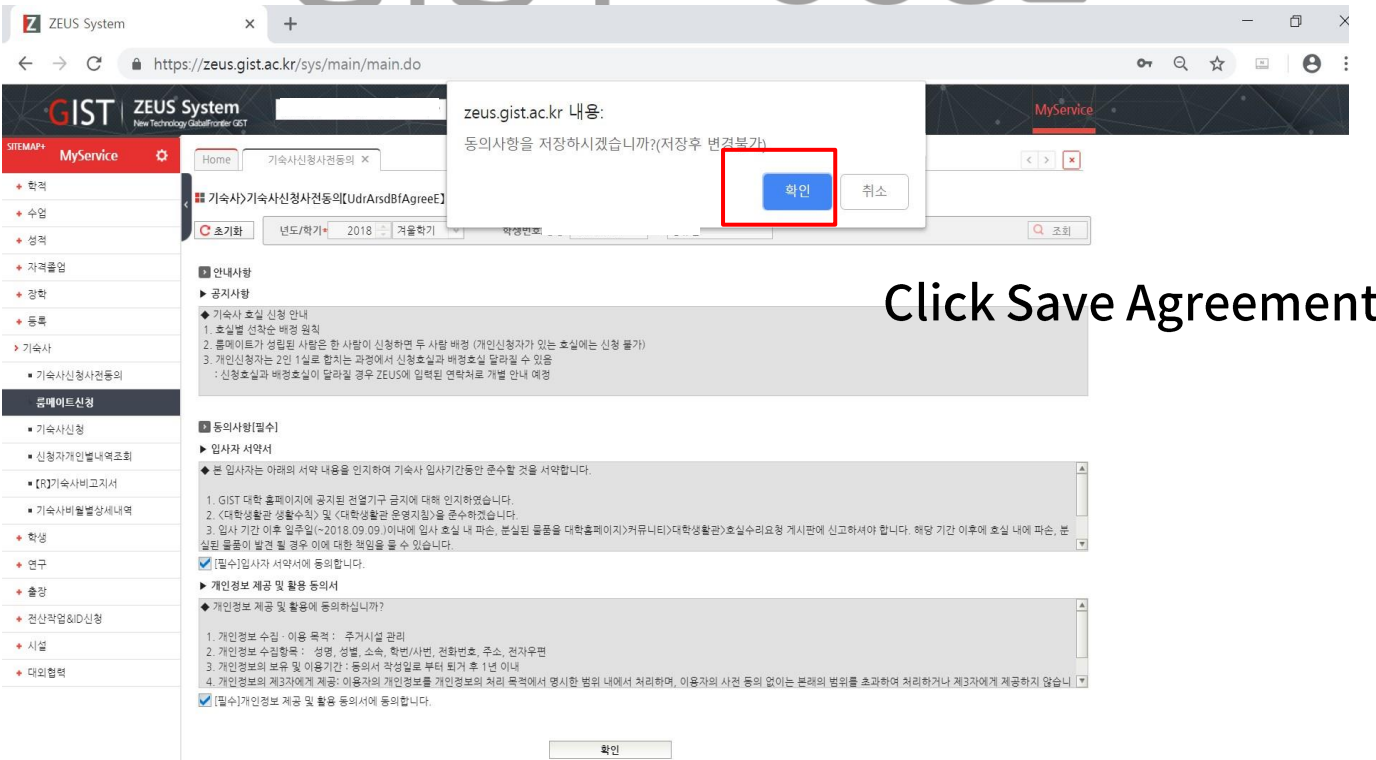 ZEUS System
https://zeus.gist.ac.kr/sys/main/main.do
GIST ZEUS System
New Technology GlobalFrontier GIST
MyService
zeus.gist.ac.kr 내용:
동의사항을 저장하시겠습니까?(저장후 변경불가)
확인 취소
SITEMAP+
MyService
학적
수업
성적
자격졸업
장학
등록
기숙사
기숙사신청사전동의
룸메이트신청
기숙사신청
신청자개인별내역조회
【R】기숙사비고지서
기숙사비월별상세내역
학생
연구
출장
전산작업&ID신청
시설
대외협력
Home 기숙사신청사전동의
기숙사>기숙사신청사전동의【UdrArsdBfAgreeE】
초기화 년도/학기* 2018 겨울학기 학생번호 조회
Click Save Agreement
안내사항
▶ 공지사항
◆ 기숙사 호실 신청 안내
1. 호실별 선착순 배정 원칙
2. 룸메이트가 성립된 사람은 한 사람이 신청하면 두 사람 배정 (개인신청자가 있는 호실에는 신청 불가)
3. 개인신청자는 2인 1실로 합치는 과정에서 신청호실과 배정호실 달라질 수 있음
: 신청호실과 배정호실이 달라질 경우 ZEUS에 입력된 연락처로 개별 안내 예정
동의사항[필수]
▶ 입사자 서약서
◆ 본 입사자는 아래의 서약 내용을 인지하여 기숙사 입사기간동안 준수할 것을 서약합니다.
1. GIST 대학 홈페이지에 공지된 전열기구 금지에 대해 인지하였습니다.
2. <대학생활관 생활수칙> 및 <대학생활관 운영지침>을 준수하겠습니다.
3. 입사 기간 이후 일주일(~2018.09.09.)이내에 입사 호실 내 파손, 분실된 물품을 대학홈페이지>커뮤니티>대학생활관>호실수리요청 게시판에 신고하셔야 합니다. 해당 기간 이후에 호실 내에 파손, 분
실된 물품이 발견 될 경우 이에 대한 책임을 물 수 있습니다.
[필수]입사자 서약서에 동의합니다.
▶ 개인정보 제공 및 활용 동의서
◆ 개인정보 제공 및 활용에 동의하십니까?
1. 개인정보 수집 · 이용 목적 : 주거시설 관리
2. 개인정보 수집항목 : 성명, 성별, 소속, 학번/사번, 전화번호, 주소, 전자우편
3. 개인정보의 보유 및 이용기간 : 동의서 작성일로 부터 퇴거 후 1년 이내
4. 개인정보의 제3자에게 제공: 이용자의 개인정보를 개인정보의 처리 목적에서 명시한 범위 내에서 처리하며, 이용자의 사전 동의 없이는 본래의 범위를 초과하여 처리하거나 제3자에게 제공하지 않습니
[필수]개인정보 제공 및 활용 동의서에 동의합니다.
확인